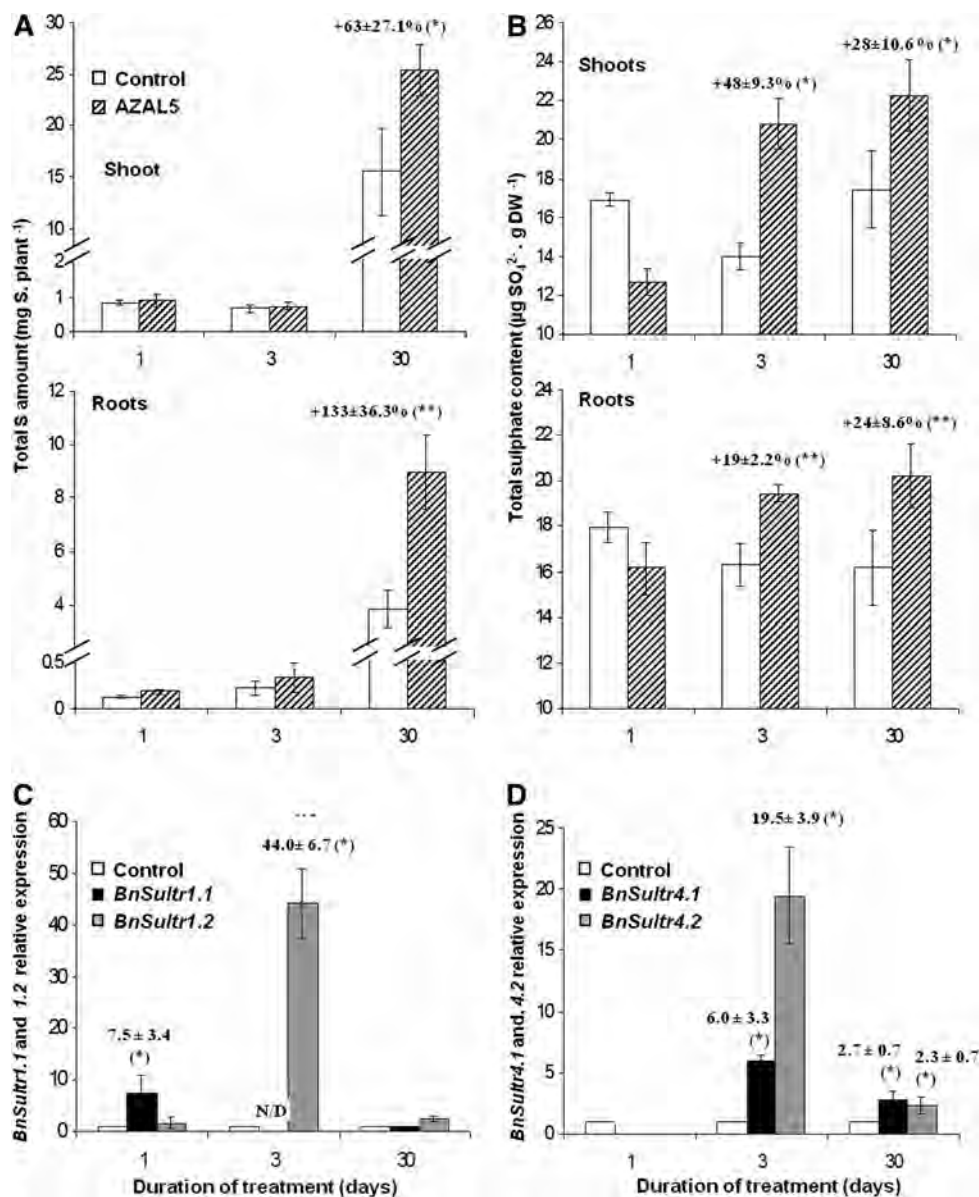 A
Total S amount (mg S. plant -1)
Control
AZAL5
Shoot
+63±27.1% (*)
30
25
20
15
10
2
1
0
1 3 30
Roots
+133±36.3% (**)
12
10
8
6
4
0.5
0
1 3 30
B
Total sulphate content (µg SO₄²⁻ . g DW ⁻¹)
Shoots
+48±9.3% (*)
+28±10.6 % (*)
24
22
20
18
16
14
12
10
1 3 30
Roots
+19±2.2% (**)
+24±8.6% (**)
24
22
20
18
16
14
12
10
1 3 30
C
BnSultr1.1 and 1.2 relative expression
Control
BnSultr1.1
BnSultr1.2
60
50
40
30
20
10
0
7.5 ± 3.4
(*)
N/D
---
44.0± 6.7 (*)
1 3 30
Duration of treatment (days)
D
BnSultr4.1 and, 4.2 relative expression
Control
BnSultr4.1
BnSultr4.2
25
20
15
10
5
0
6.0 ± 3.3
(*)
19.5± 3.9 (*)
2.7 ± 0.7
(*)
2.3 ± 0.7
(*)
1 3 30
Duration of treatment (days)